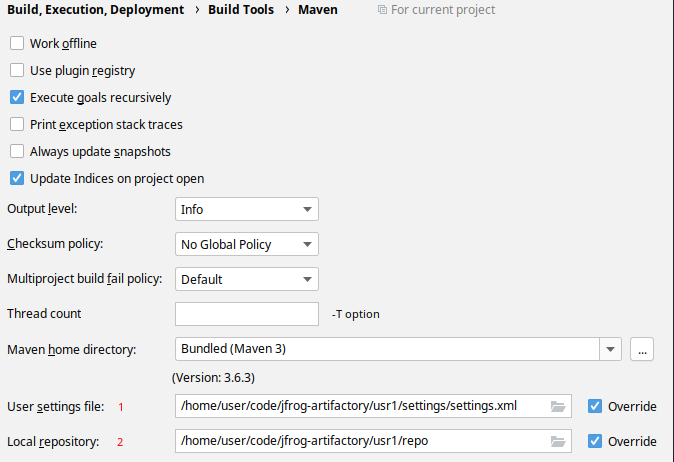 Build, Execution, Deployment › Build Tools › Maven For current project
Work offline
Use plugin registry
Execute goals recursively
Print exception stack traces
Always update snapshots
Update Indices on project open
Output level: Info
Checksum policy: No Global Policy
Multiproject build fail policy: Default
Thread count -T option
Maven home directory: Bundled (Maven 3) ...
(Version: 3.6.3)
User settings file: 1 /home/user/code/jfrog-artifactory/usr1/settings/settings.xml Override
Local repository: 2 /home/user/code/jfrog-artifactory/usr1/repo Override